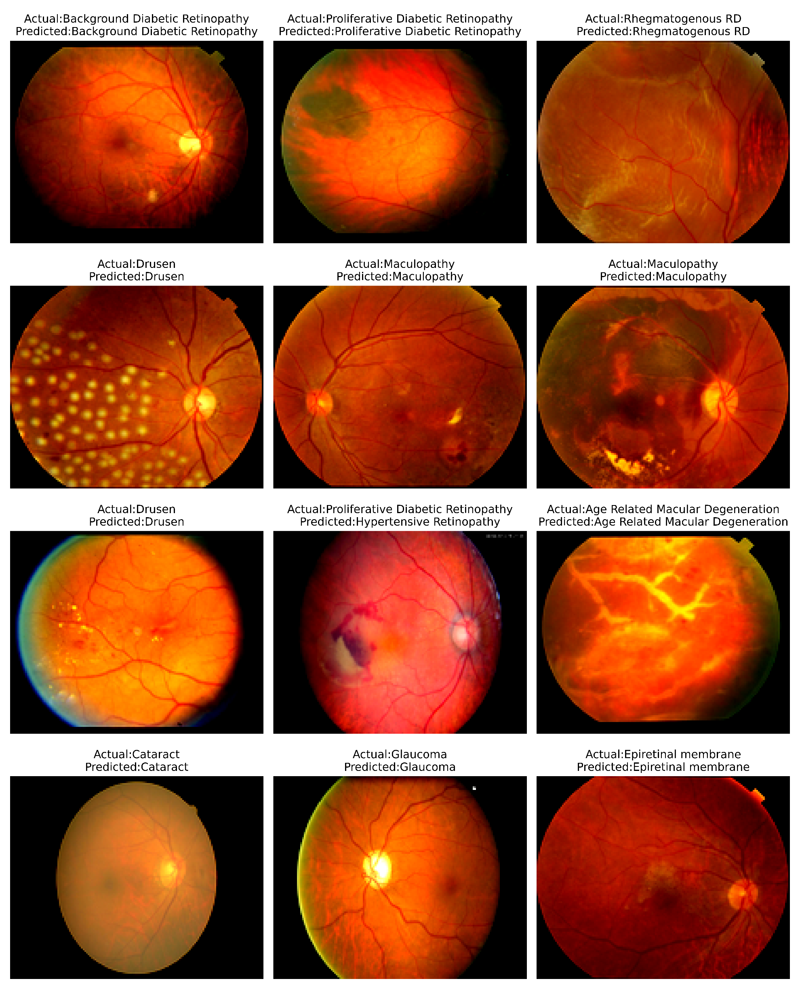 Actual:Background Diabetic Retinopathy
Predicted:Background Diabetic Retinopathy
Actual:Proliferative Diabetic Retinopathy
Predicted:Proliferative Diabetic Retinopathy
Actual:Rhegmatogenous RD
Predicted:Rhegmatogenous RD
Actual:Drusen
Predicted:Drusen
Actual:Maculopathy
Predicted:Maculopathy
Actual:Maculopathy
Predicted:Maculopathy
Actual:Drusen
Predicted:Drusen
Actual:Proliferative Diabetic Retinopathy
Predicted:Hypertensive Retinopathy
Actual:Age Related Macular Degeneration
Predicted:Age Related Macular Degeneration
Actual:Cataract
Predicted:Cataract
Actual:Glaucoma
Predicted:Glaucoma
Actual:Epiretinal membrane
Predicted:Epiretinal membrane